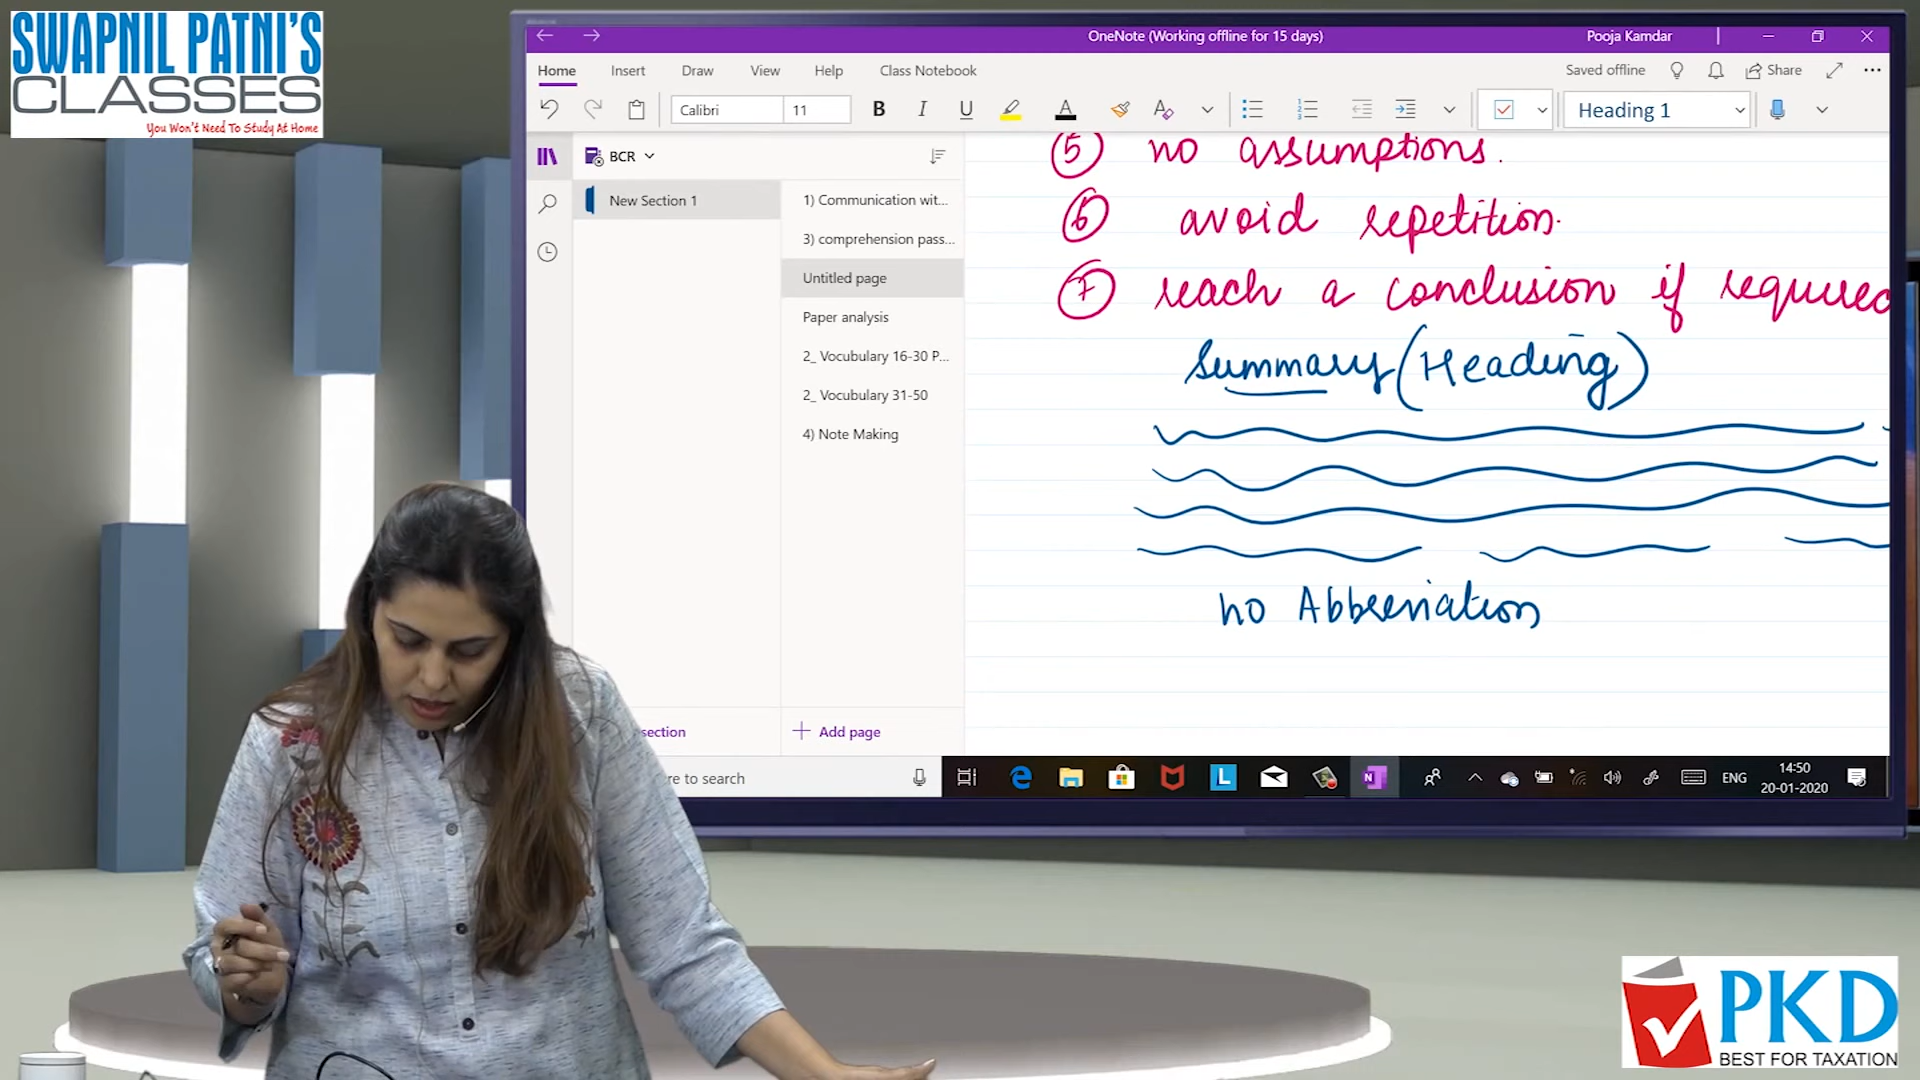 SWAPNIL PATNI'S
CLASSES
You Won't Need To Study At Home
OneNote (Working offline for 15 days)
Pooja Kamdar
Home Insert Draw View Help Class Notebook
Saved offline
Share
Calibri 11
B I U A
Heading 1
BCR
New Section 1
1) Communication wit...
3) comprehension pass...
Untitled page
Paper analysis
2_ Vocubulary 16-30 P...
2_ Vocubulary 31-50
4) Note Making
section
Add page
5 no assumptions.
6 avoid repetition.
7 reach a conclusion if required
Summary (Heading)
no Abbreviation
re to search
ENG
14:50
20-01-2020
PKD
BEST FOR TAXATION